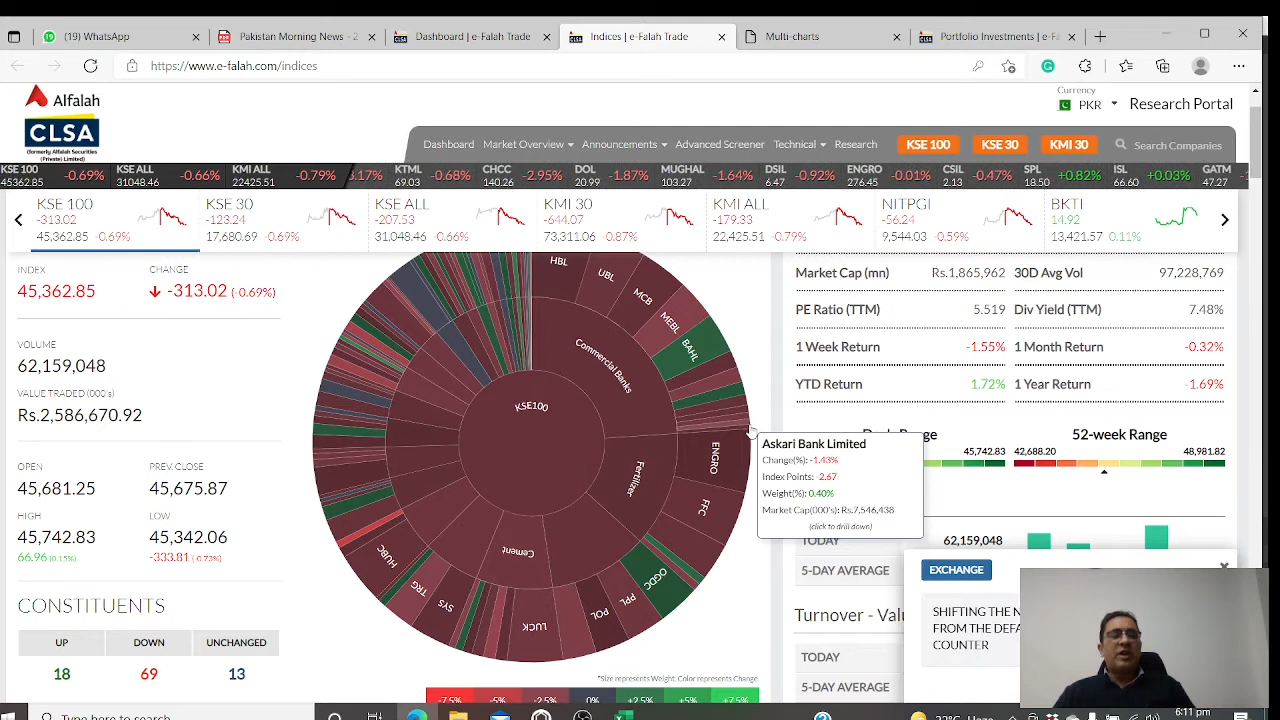 (19) WhatsApp
Pakistan Morning News - 2
Dashboard | e-Falah Trade
Indices | e-Falah Trade
Multi-charts
Portfolio Investments | e-Fa
https://www.e-falah.com/indices
Alfalah
CLSA
(formerly Alfalah Securities
(Private) Limited)
Currency
PKR
Research Portal
Dashboard
Market Overview
Announcements
Advanced Screener
Technical
Research
KSE 100
KSE 30
KMI 30
Search Companies
KSE 100 45362.85 -0.69%
KSE ALL 31048.46 -0.66%
KMI ALL 22425.51 -0.79%
3.17%
KTML 69.03 -0.68%
CHCC 140.26 -2.95%
DOL 20.99 -1.87%
MUGHAL 103.27 -1.64%
DSIL 6.47 -0.92%
ENGRO 276.45 -0.01%
CSIL 2.13 -0.47%
SPL 18.50 +0.82%
ISL 66.60 +0.03%
GATM 47.27
KSE 100
-313.02
45,362.85 -0.69%
KSE 30
-123.24
17,680.69 -0.69%
KSE ALL
-207.53
31,048.46 -0.66%
KMI 30
-644.07
73,311.06 -0.87%
KMI ALL
-179.33
22,425.51 -0.79%
NITPGI
-56.24
9,544.03 -0.59%
BKTI
14.92
13,421.57 0.11%
INDEX
45,362.85
CHANGE
-313.02 (-0.69%)
VOLUME
62,159,048
VALUE TRADED (000's)
Rs.2,586,670.92
OPEN
45,681.25
PREV. CLOSE
45,675.87
HIGH
45,742.83
66.96 (0.15%)
LOW
45,342.06
-333.81 (-0.73%)
CONSTITUENTS
UP
DOWN
UNCHANGED
18
69
13
KSE100
Commercial Banks
Fertilizer
Cement
HBL
UBL
MCB
MEBL
BAHL
ENGRO
FFC
OGDC
PPL
POL
LUCK
SYS
TRG
HUBC
*Size represents Weight. Color represents Change.
-7.5%
-5%
-2.5%
0%
+2.5%
+5%
+7.5%
Askari Bank Limited
Change(%): -1.43%
Index Points: -2.67
Weight(%): 0.40%
Market Cap(000's): Rs.7,546,438
(click to drill down)
Market Cap (mn) Rs.1,865,962
30D Avg Vol 97,228,769
PE Ratio (TTM) 5.519
Div Yield (TTM) 7.48%
1 Week Return -1.55%
1 Month Return -0.32%
YTD Return 1.72%
1 Year Return -1.69%
Range
45,742.83
52-week Range
42,688.20
48,981.82
TODAY 62,159,048
5-DAY AVERAGE
Turnover - Val
TODAY
5-DAY AVERAGE
EXCHANGE
SHIFTING THE N
FROM THE DEFA
COUNTER
Type here to search
6:11 pm